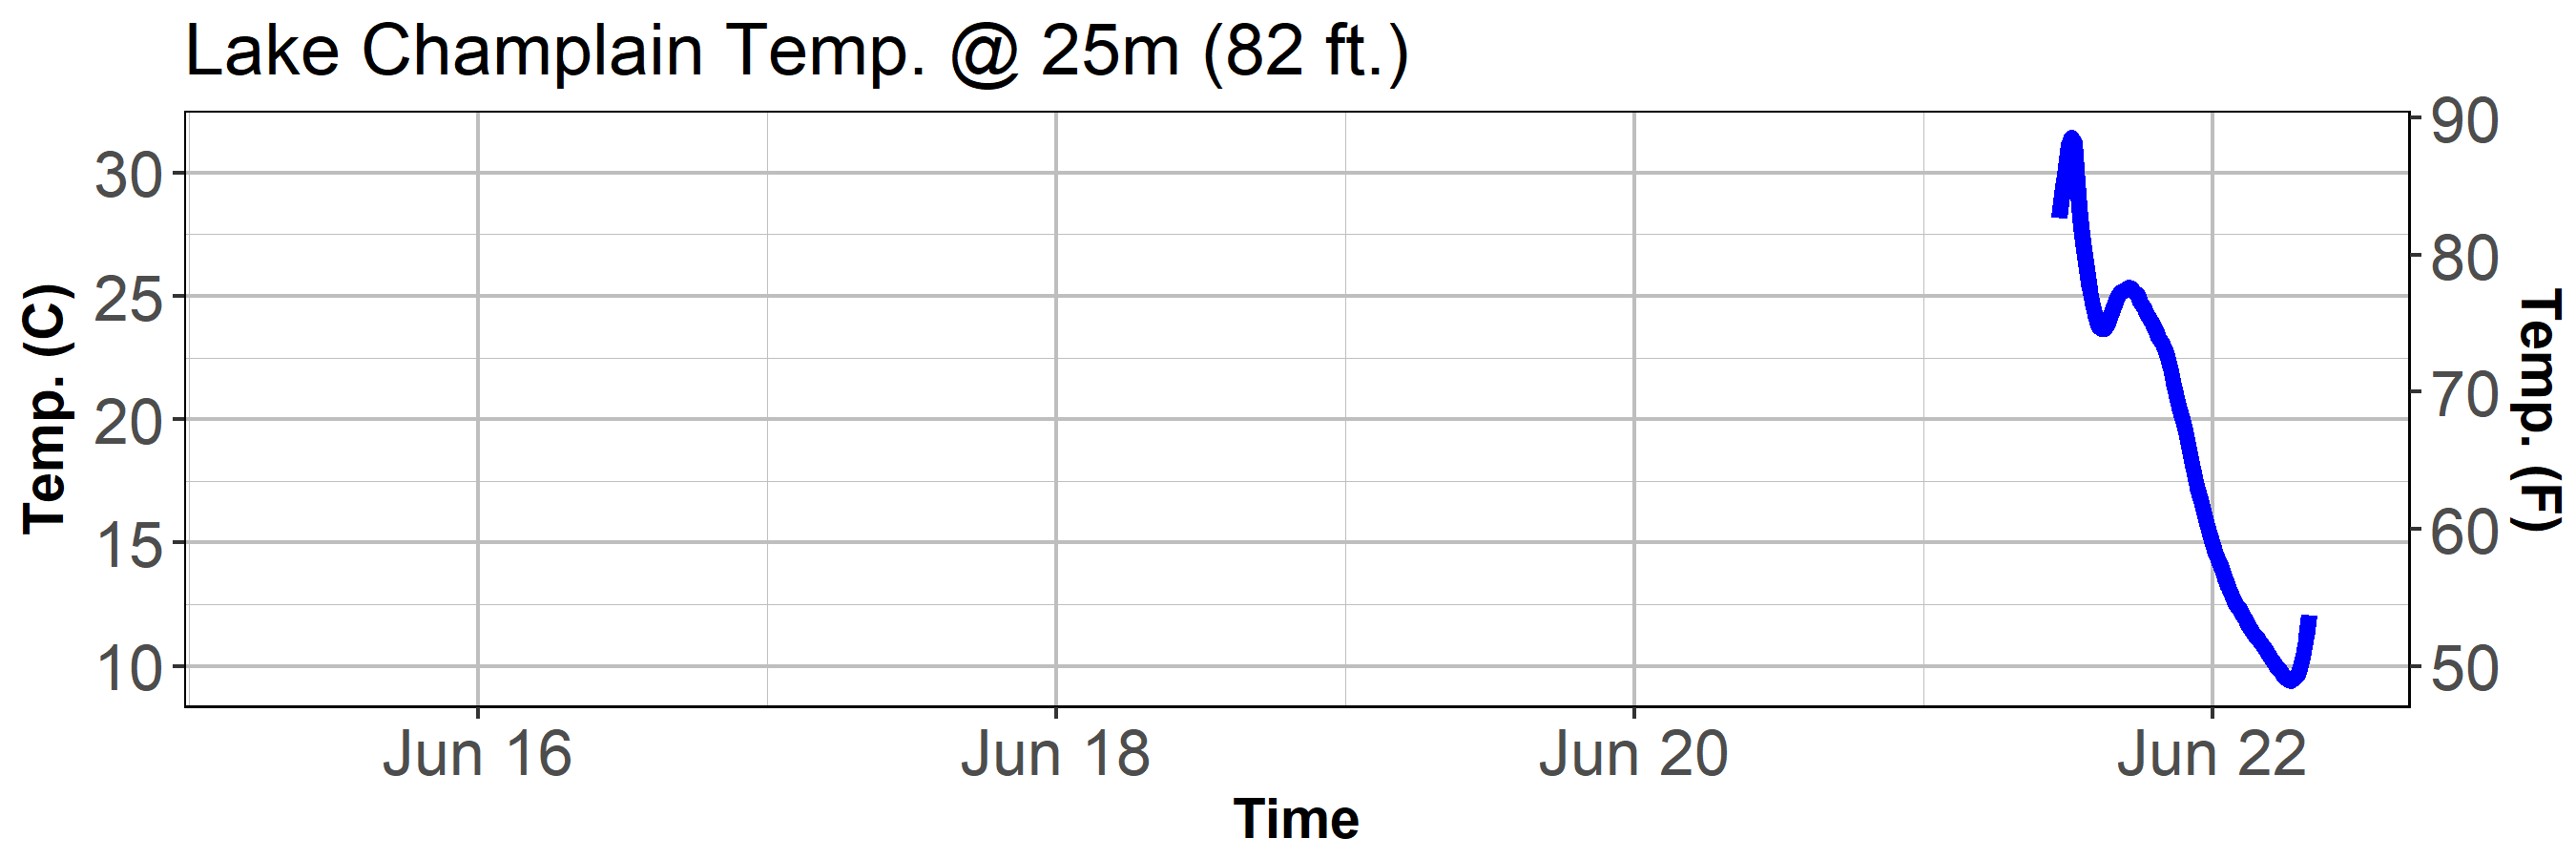 Lake Champlain Temp. @ 25m (82 ft.)
Temp. (C)
30
25
20
15
10
90
80
70
60
50
Temp. (F)
Jun 16
Jun 18
Jun 20
Jun 22
Time